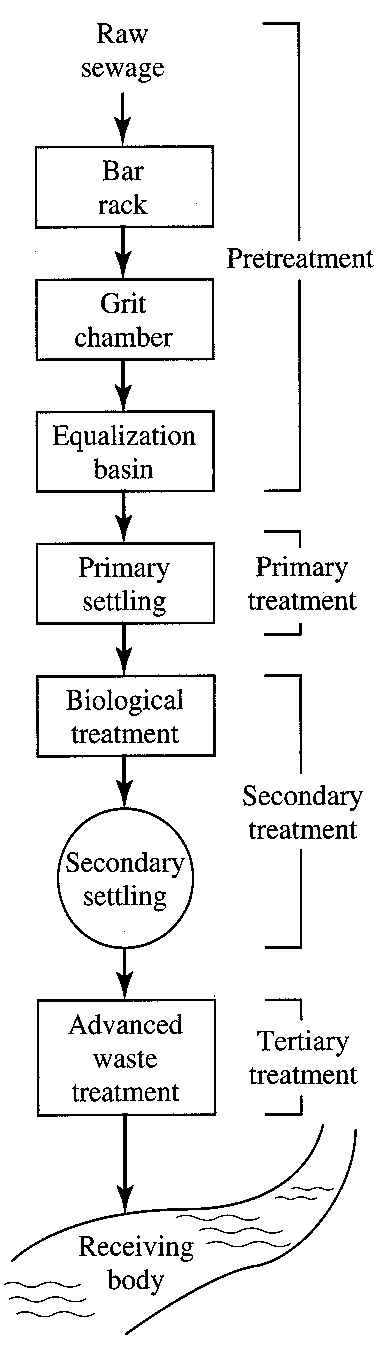 Raw
sewage
Bar
rack
Pretreatment
Grit
chamber
Equalization
basin
Primary
settling
Primary
treatment
Biological
treatment
Secondary
treatment
Secondary
settling
Advanced
waste
treatment
Tertiary
treatment
Receiving
body